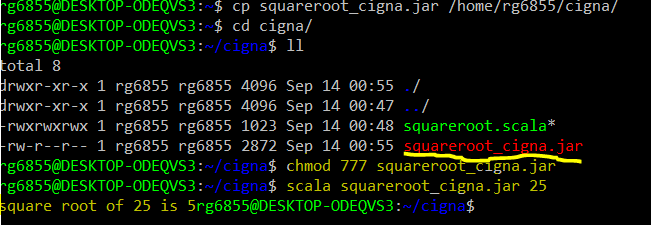 rg6855@DESKTOP-ODEQVS3:~$ cp squareroot_cigna.jar /home/rg6855/cigna/
rg6855@DESKTOP-ODEQVS3:~$ cd cigna/
rg6855@DESKTOP-ODEQVS3:~/cigna$ ll
total 8
drwxr-xr-x 1 rg6855 rg6855 4096 Sep 14 00:55 ./
drwxr-xr-x 1 rg6855 rg6855 4096 Sep 14 00:47 ../
-rwxrwxrwx 1 rg6855 rg6855 1023 Sep 14 00:48 squareroot.scala*
-rw-r--r-- 1 rg6855 rg6855 2872 Sep 14 00:55 squareroot_cigna.jar
rg6855@DESKTOP-ODEQVS3:~/cigna$ chmod 777 squareroot_cigna.jar
rg6855@DESKTOP-ODEQVS3:~/cigna$ scala squareroot_cigna.jar 25
square root of 25 is 5rg6855@DESKTOP-ODEQVS3:~/cigna$